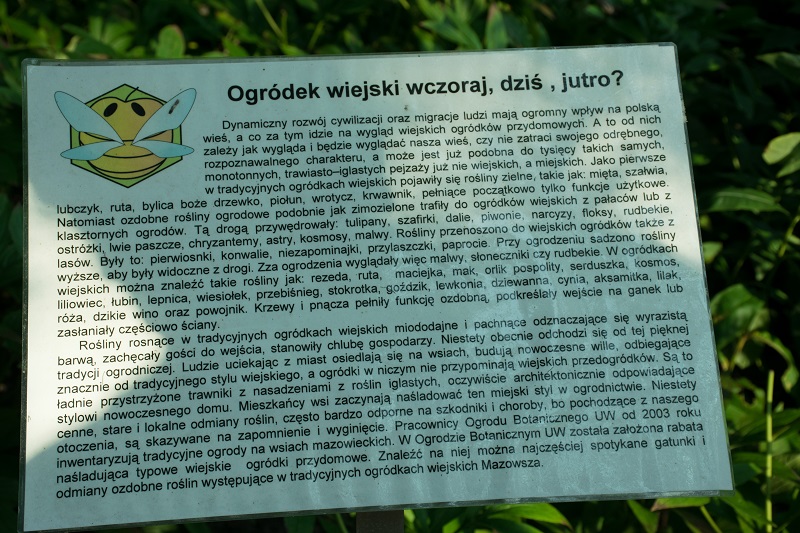 Ogródek wiejski wczoraj, dziś , jutro?
Dynamiczny rozwój cywilizacji oraz migracje ludzi mają ogromny wpływ na polską
wieś, a co za tym idzie na wygląd wiejskich ogródków przydomowych. A to od nich
zależy jak wygląda i będzie wyglądać nasza wieś, czy nie zatraci swojego odrębnego,
rozpoznawalnego charakteru, a może jest już podobna do tysięcy takich samych,
monotonnych, trawiasto–iglastych pejzaży już nie wiejskich, a miejskich. Jako pierwsze
w tradycyjnych ogródkach wiejskich pojawiły się rośliny zielne, takie jak: mięta, szałwia,
lubczyk, ruta, bylica boże drzewko, piołun, wrotycz, krwawnik, pełniące początkowo tylko funkcje użytkowe.
Natomiast ozdobne rośliny ogrodowe podobnie jak zimozielone trafiły do ogródków wiejskich z pałaców lub z
klasztornych ogrodów. Tą drogą przywędrowały: tulipany, szafirki, dalie, piwonie, narcyzy, floksy, rudbekie,
ostróżki, lwie paszcze, chryzantemy, astry, kosmosy, malwy. Rośliny przenoszono do wiejskich ogródków także z
lasów. Były to: pierwiosnki, konwalie, niezapominajki, przylaszczki, paprocie. Przy ogrodzeniu sadzono rośliny
wyższe, aby były widoczne z drogi. Zza ogrodzenia wyglądały więc malwy, słoneczniki czy rudbekie. W ogródkach
wiejskich można znaleźć takie rośliny jak: rezeda, ruta, maciejka, mak, orlik pospolity, serduszka, kosmos,
liliowiec, łubin, lepnica, wiesiołek, przebiśnieg, stokrotka, goździk, lewkonia, dziewanna, cynia, aksamitka, lilak,
róża, dzikie wino oraz powojnik. Krzewy i pnącza pełniły funkcję ozdobną, podkreślały wejście na ganek lub
zasłaniały częściowo ściany.
Rośliny rosnące w tradycyjnych ogródkach wiejskich miododajne i pachnące odznaczające się wyrazistą
barwą, zachęcały gości do wejścia, stanowiły chlubę gospodarzy. Niestety obecnie odchodzi się od tej pięknej
tradycji ogrodniczej. Ludzie uciekając z miast osiedlają się na wsiach, budują nowoczesne wille, odbiegające
znacznie od tradycyjnego stylu wiejskiego, a ogródki w niczym nie przypominają wiejskich przedogródków. Są to
ładnie przystrzyżone trawniki z nasadzeniami z roślin iglastych, oczywiście architektonicznie odpowiadające
stylowi nowoczesnego domu. Mieszkańcy wsi zaczynają naśladować ten miejski styl w ogrodnictwie. Niestety
cenne, stare i lokalne odmiany roślin, często bardzo odporne na szkodniki i choroby, bo pochodzące z naszego
otoczenia, są skazywane na zapomnienie i wyginięcie. Pracownicy Ogrodu Botanicznego UW od 2003 roku
inwentaryzują tradycyjne ogrody na wsiach mazowieckich. W Ogrodzie Botanicznym UW została założona rabata
naśladująca typowe wiejskie ogródki przydomowe. Znaleźć na niej można najczęściej spotykane gatunki i
odmiany ozdobne roślin występujące w tradycyjnych ogródkach wiejskich Mazowsza.